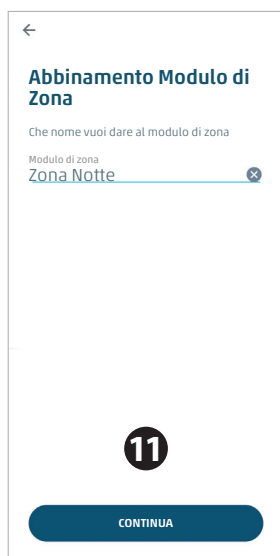 Abbinamento Modulo di
Zona
Che nome vuoi dare al modulo di zona
Modulo di zona
Zona Notte
11
CONTINUA